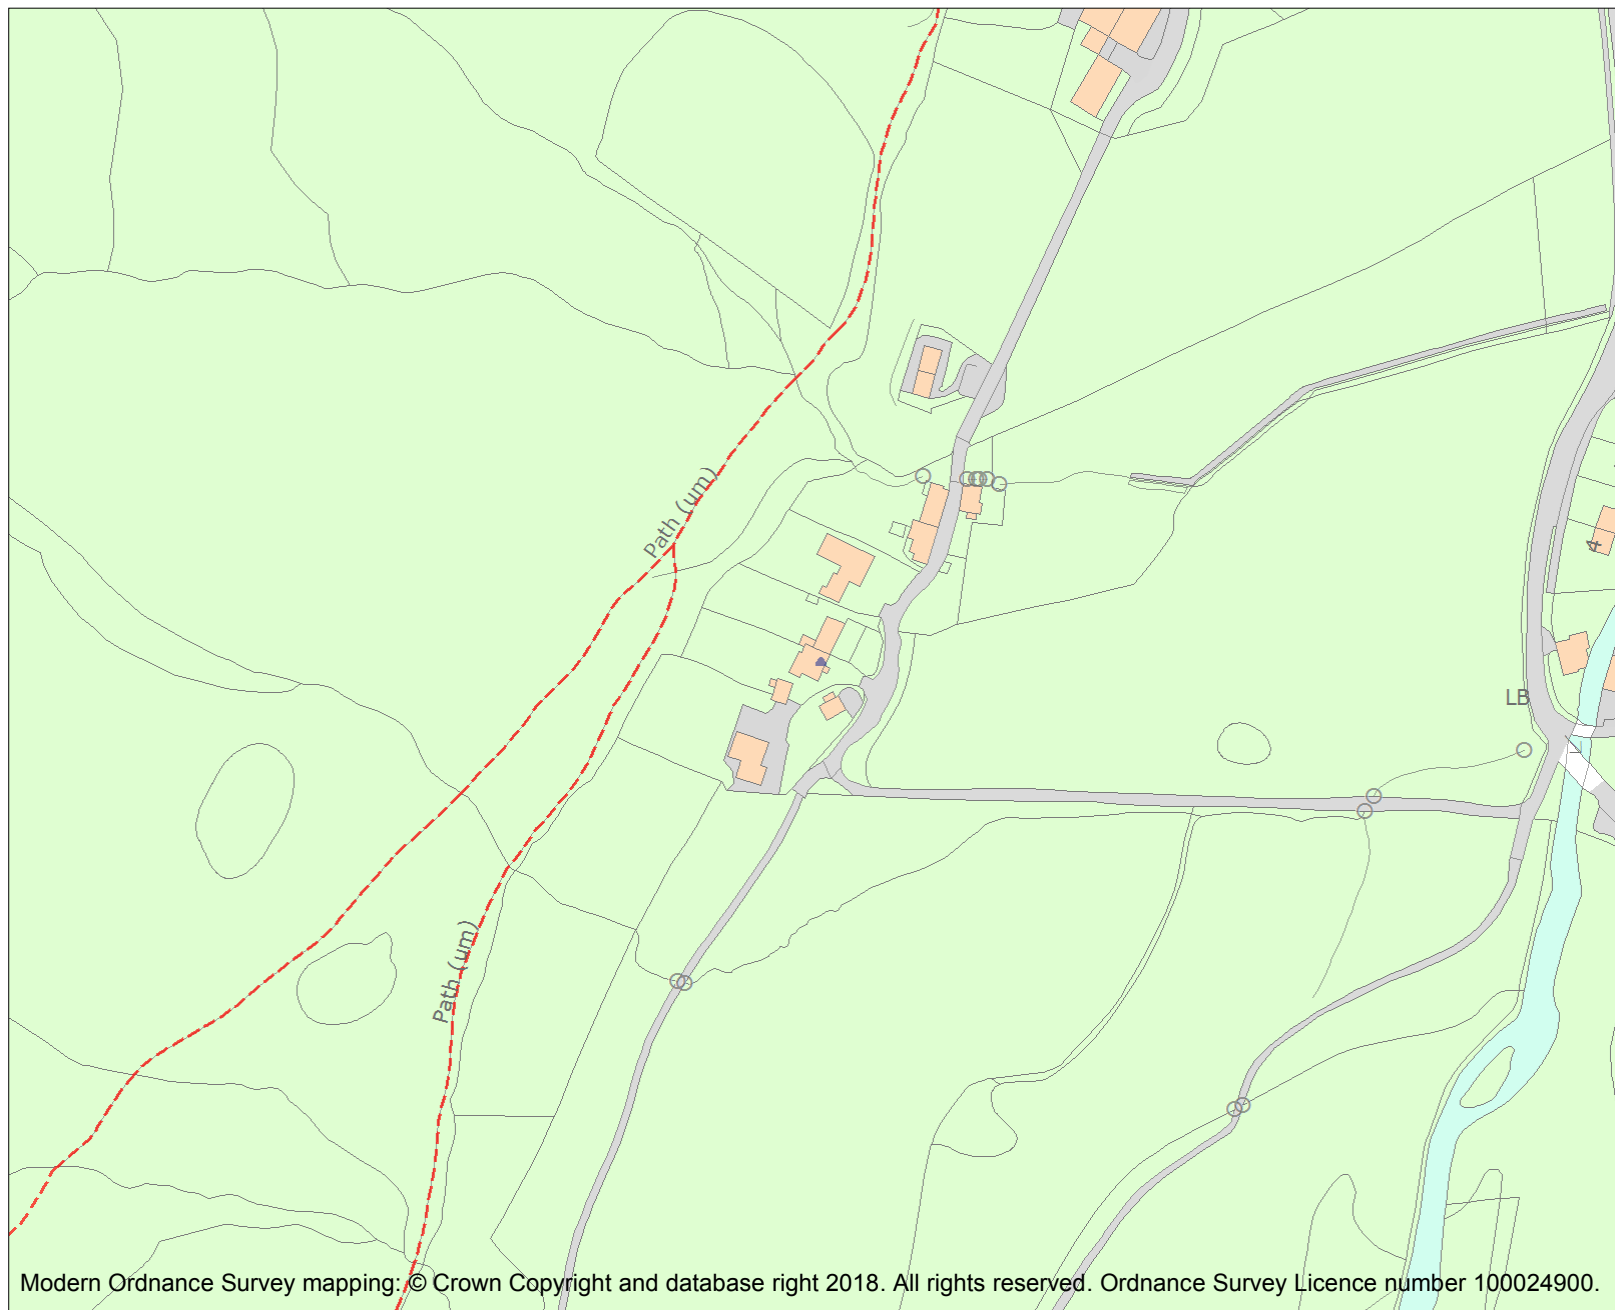 Path (um)
4
LB
Path (um)
Modern Ordnance Survey mapping: © Crown Copyright and database right 2018. All rights reserved. Ordnance Survey Licence number 100024900.